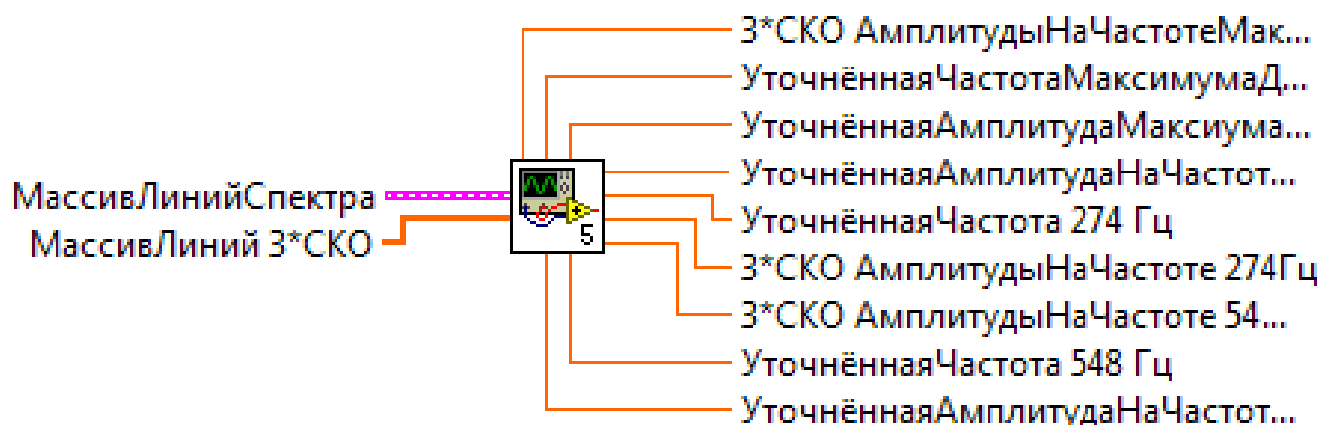 3*СКО АмплитудыНаЧастотеМак...
УточнённаяЧастотаМаксимумаД...
УточнённаяАмплитудаМаксиума...
УточнённаяАмплитудаНаЧастот...
УточнённаяЧастота 274 Гц
3*СКО АмплитудыНаЧастоте 274Гц
3*СКО АмплитудыНаЧастоте 54...
УточнённаяЧастота 548 Гц
УточнённаяАмплитудаНаЧастот...
МассивЛинийСпектра
МассивЛиний 3*СКО
5